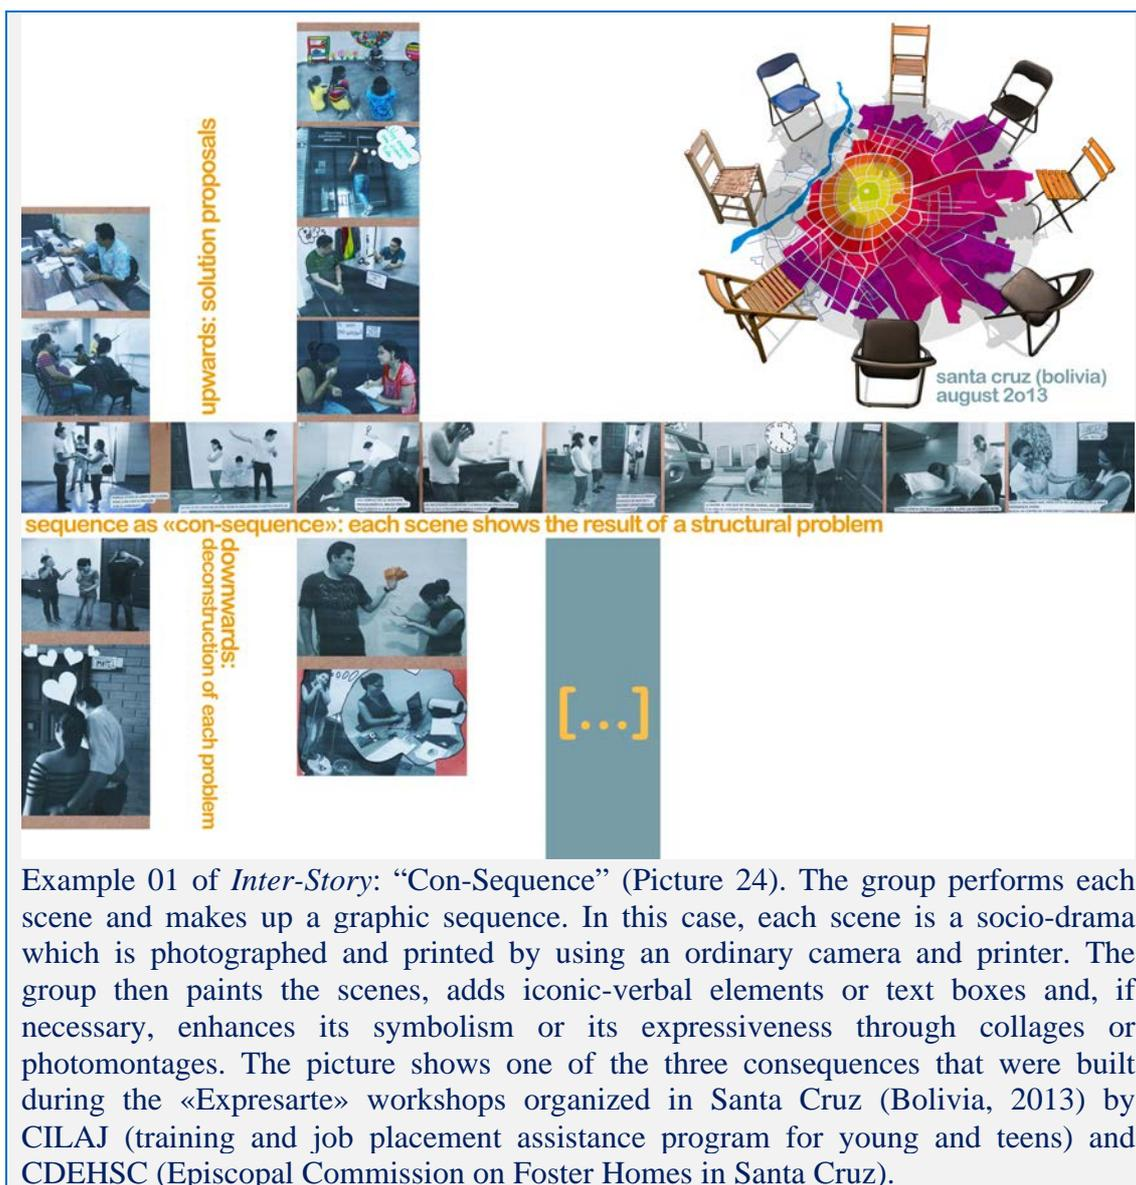 upwards: solution proposals
santa cruz (bolivia)
august 2o13
sequence as «con-sequence»: each scene shows the result of a structural problem
downwards:
deconstruction of each problem
[...]
Example 01 of Inter-Story: “Con-Sequence” (Picture 24). The group performs each
scene and makes up a graphic sequence. In this case, each scene is a socio-drama
which is photographed and printed by using an ordinary camera and printer. The
group then paints the scenes, adds iconic-verbal elements or text boxes and, if
necessary, enhances its symbolism or its expressiveness through collages or
photomontages. The picture shows one of the three consequences that were built
during the «Expresarte» workshops organized in Santa Cruz (Bolivia, 2013) by
CILAJ (training and job placement assistance program for young and teens) and
CDEHSC (Episcopal Commission on Foster Homes in Santa Cruz).